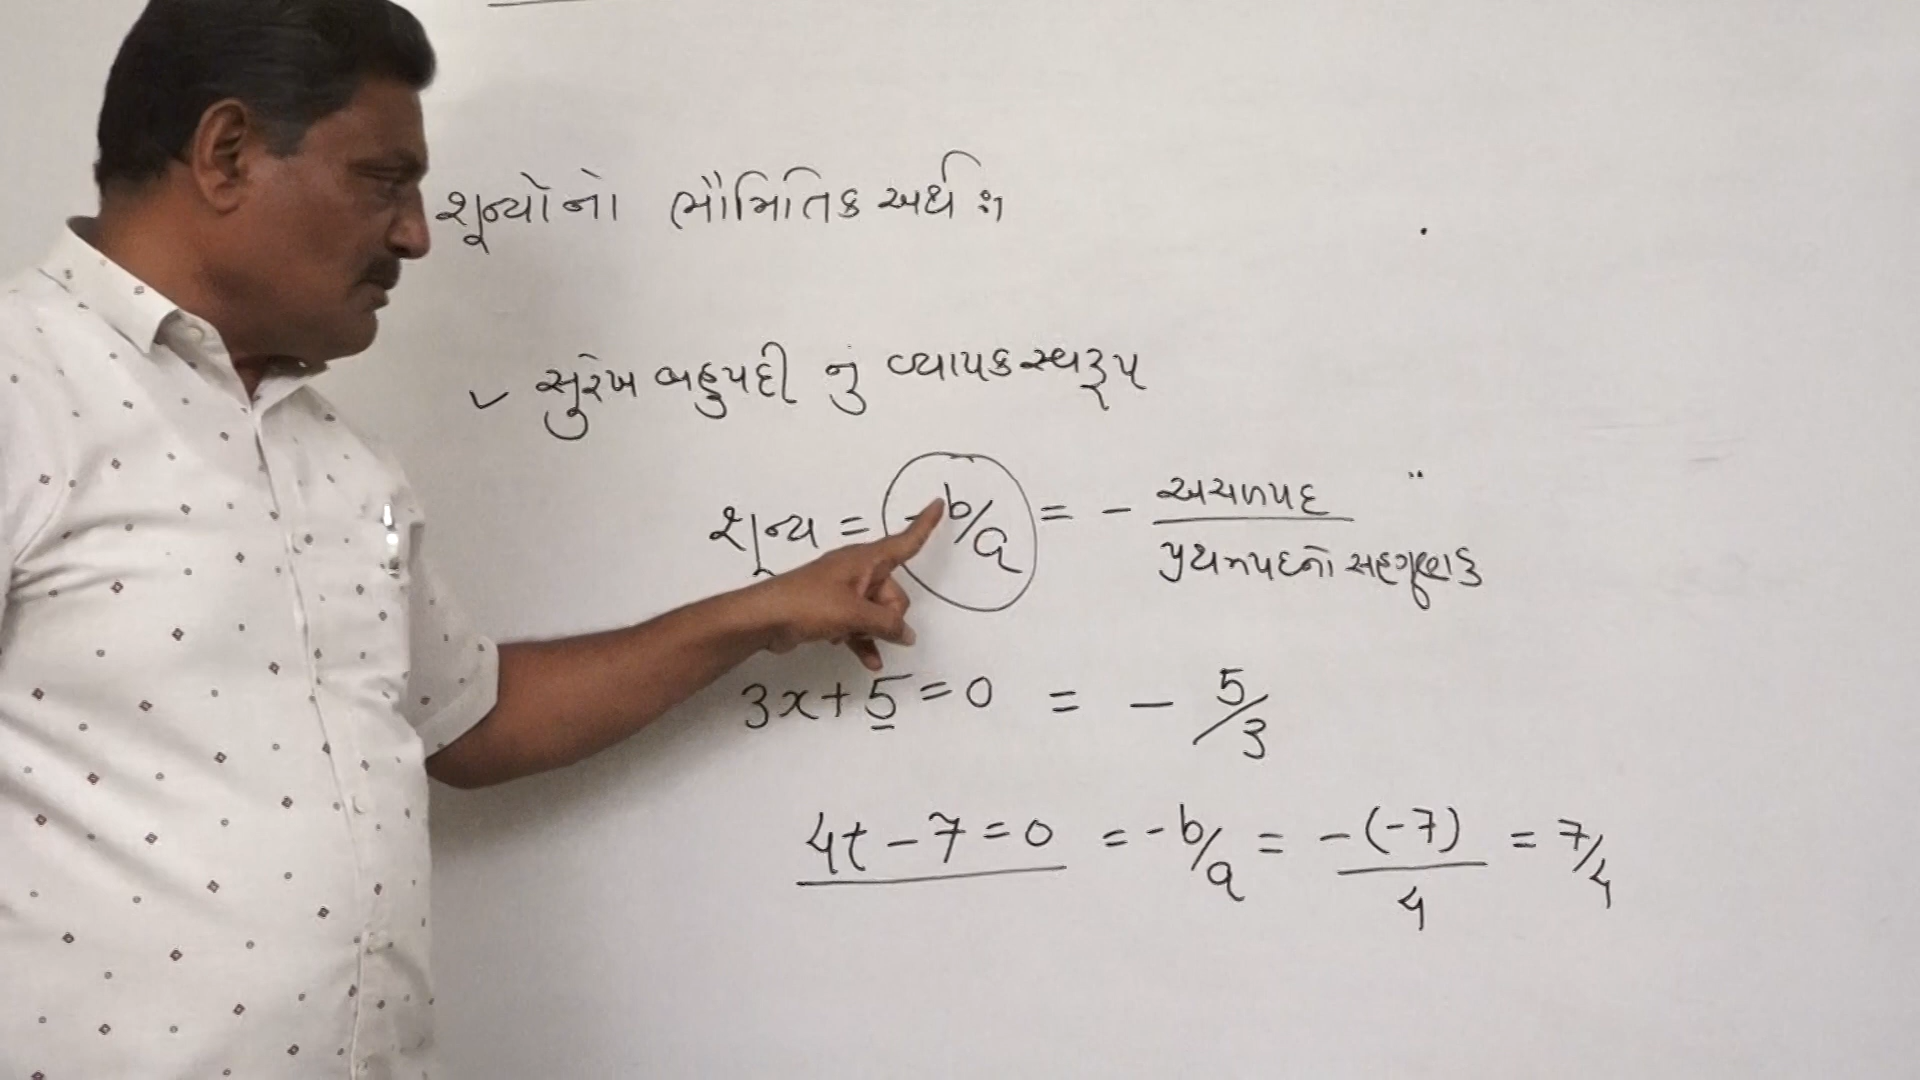 શૂન્યોનો ભૌમિતિક અર્થ :
✓ સુરેખ બહુપદી નું વ્યાપક સ્વરૂપ
શૂન્ય = -b/a = - અચળપદ / પ્રથમપદનો સહગુણક
3x+5=0 = - 5/3
4t-7=0 = -b/a = -(-7)/4 = 7/4